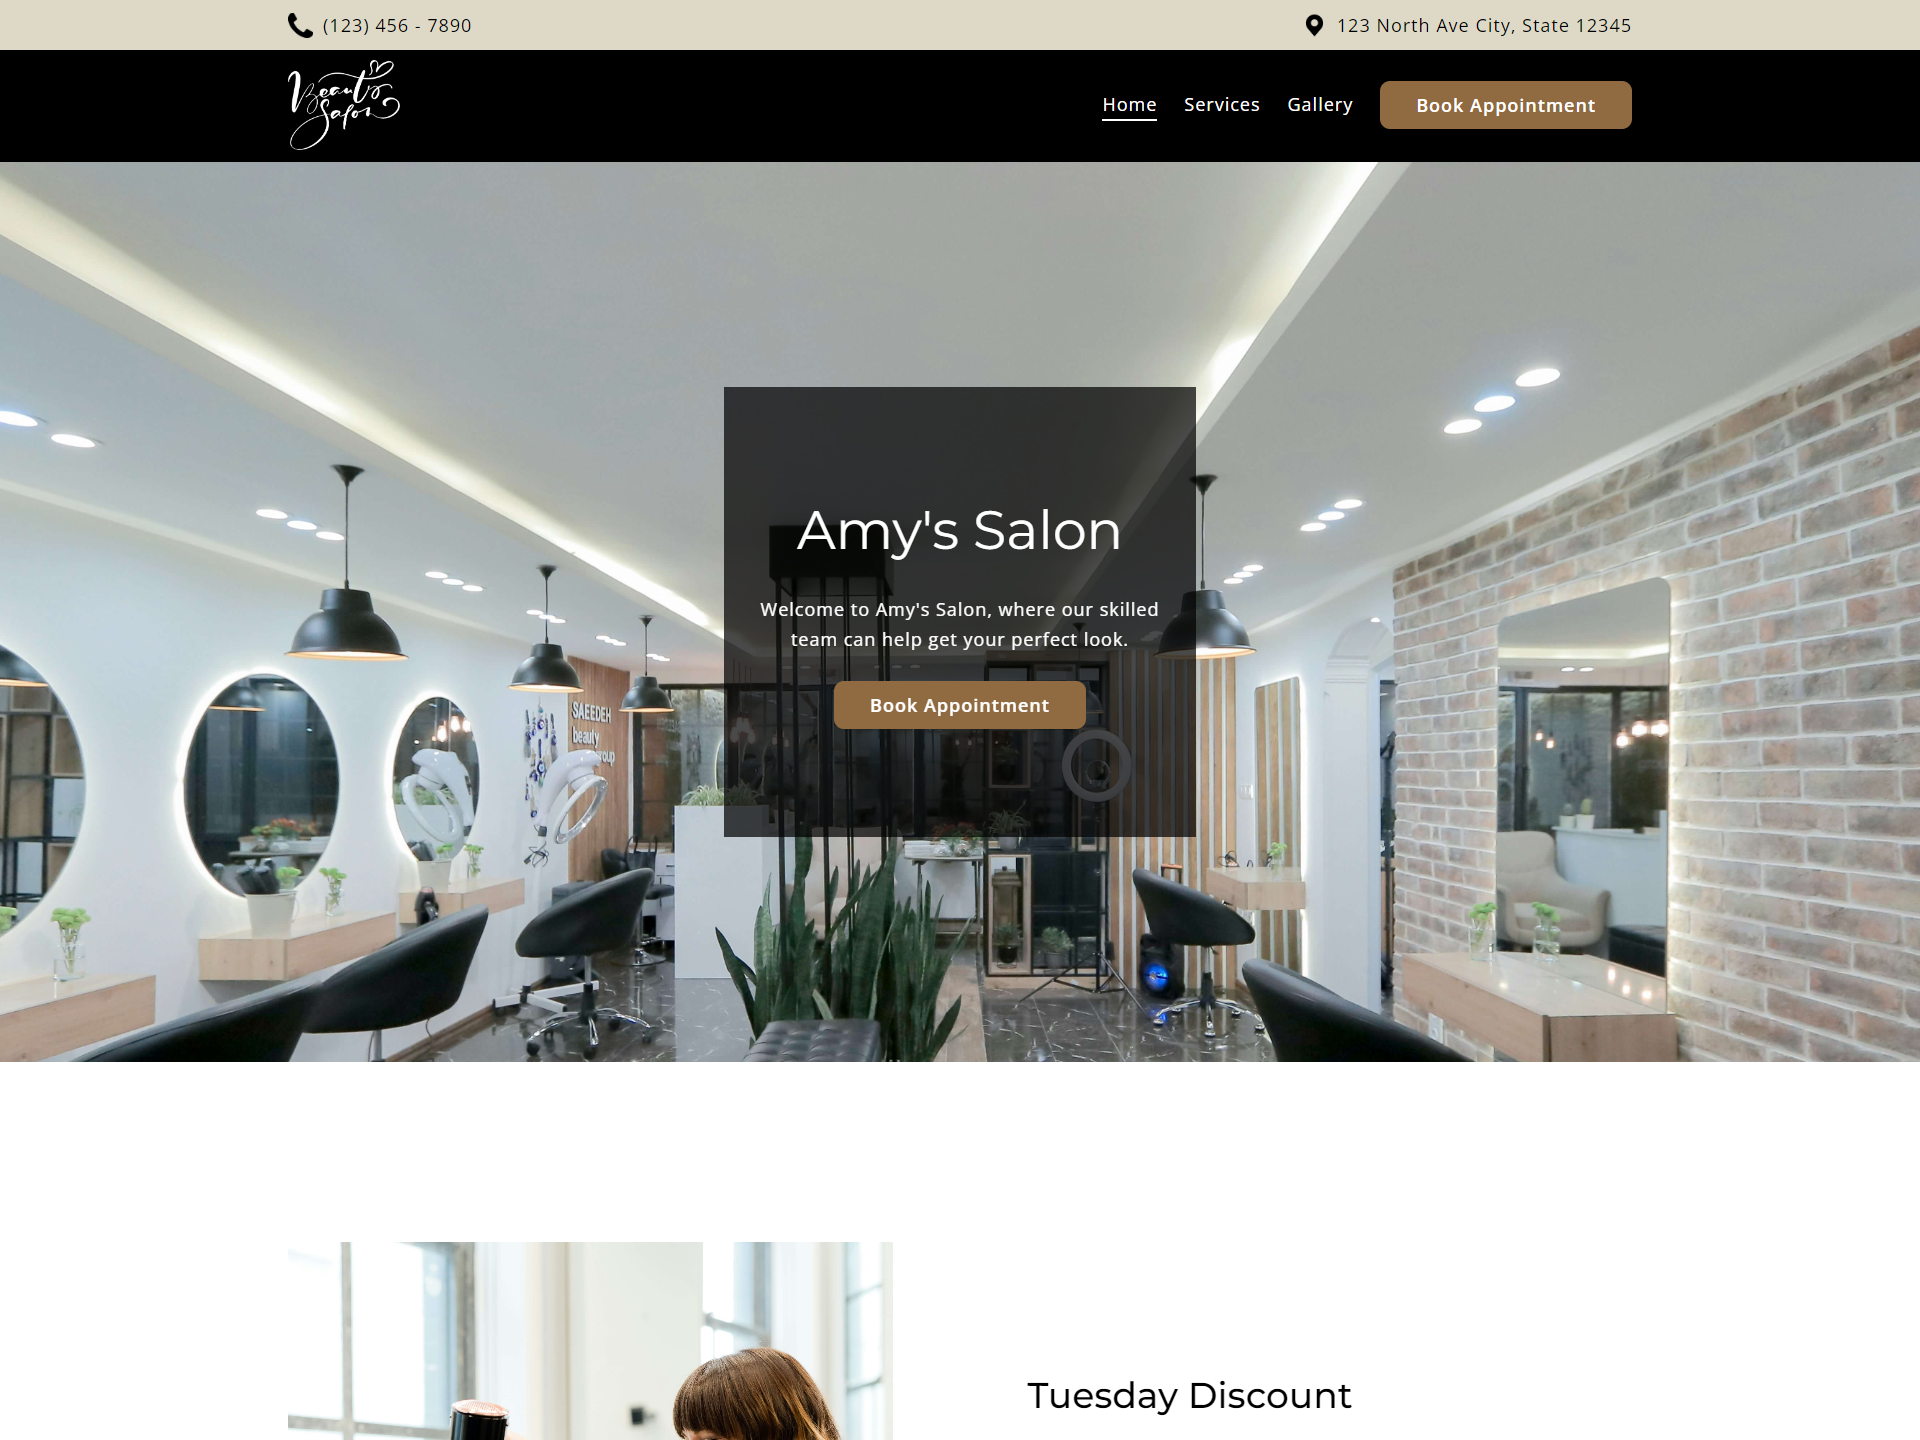 (123) 456 - 7890
123 North Ave City, State 12345
Beauty
Salon
Home
Services
Gallery
Book Appointment
Amy's Salon
Welcome to Amy's Salon, where our skilled
team can help get your perfect look.
Book Appointment
SAEEDEH
beauty
Tuesday Discount